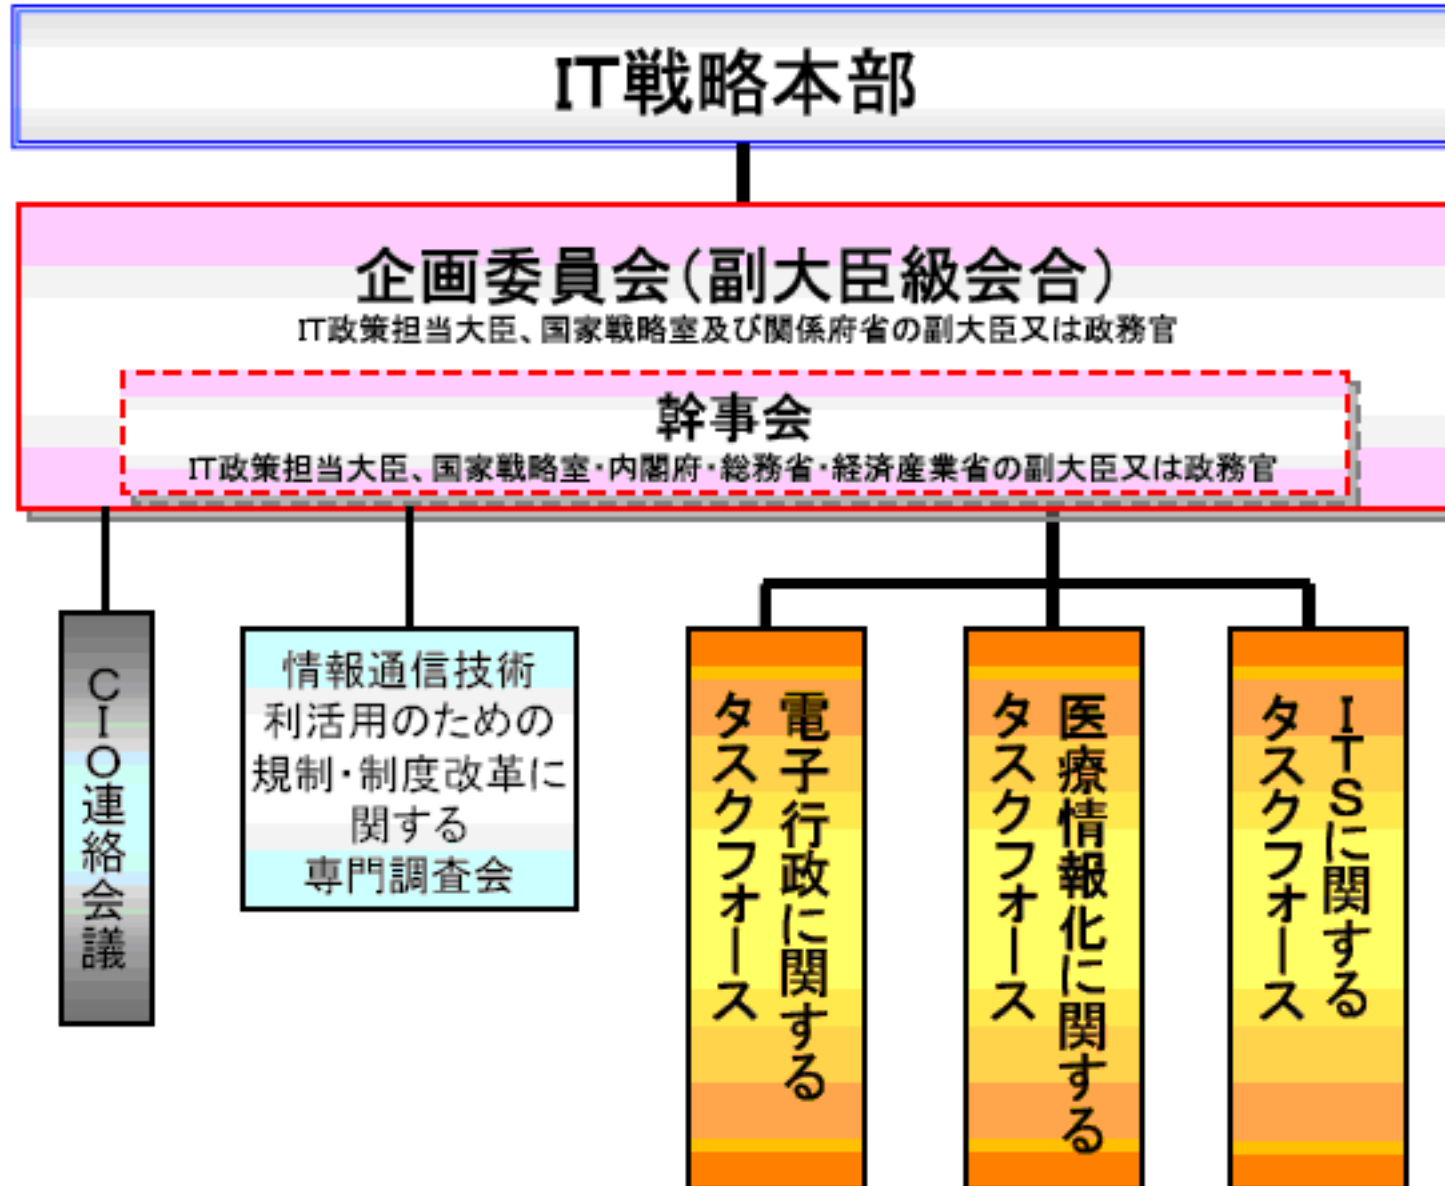 IT戦略本部
企画委員会(副大臣級会合)
IT政策担当大臣、国家戦略室及び関係府省の副大臣又は政務官
幹事会
IT政策担当大臣、国家戦略室・内閣府・総務省・経済産業省の副大臣又は政務官
CIO連絡会議
情報通信技術
利活用のための
規制・制度改革に
関する
専門調査会
電子行政に関する
タスクフォース
医療情報化に関する
タスクフォース
ITSに関する
タスクフォース